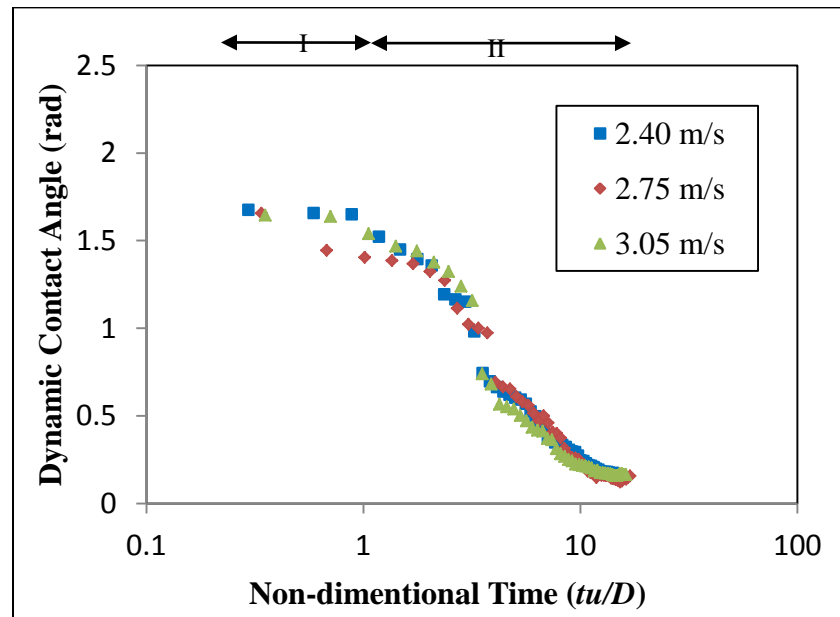 I II
2.5
2
1.5
1
0.5
0
0.1 1 10 100
Dynamic Contact Angle (rad)
Non-dimentional Time (tu/D)
2.40 m/s
2.75 m/s
3.05 m/s